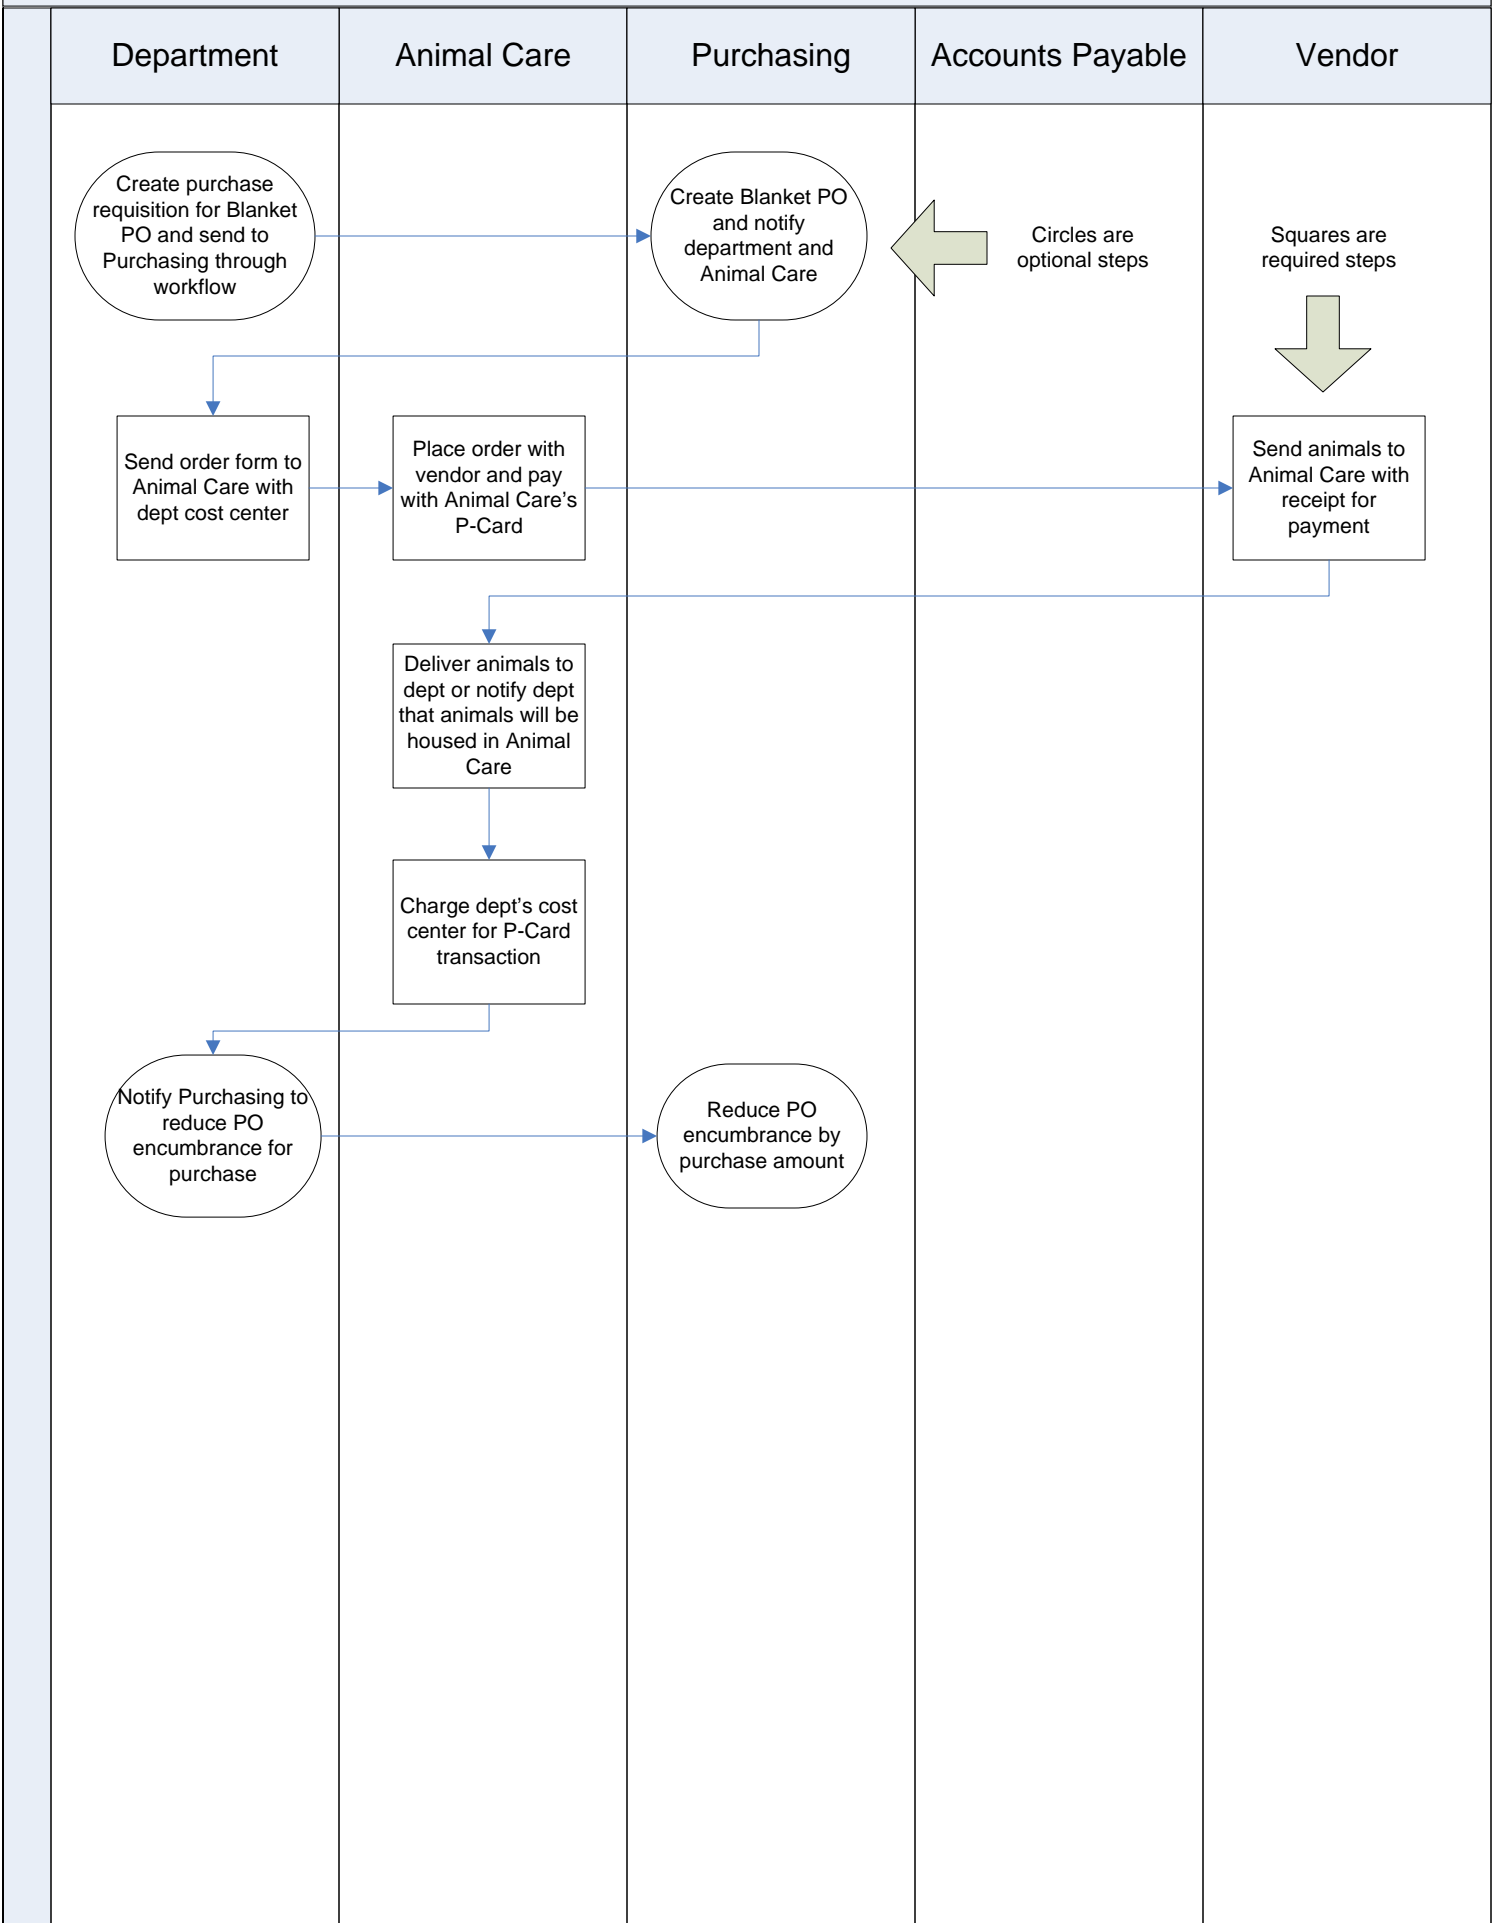 Department
Animal Care
Purchasing
Accounts Payable
Vendor
Create purchase
requisition for Blanket
PO and send to
Purchasing through
workflow
Create Blanket PO
and notify
department and
Animal Care
Circles are
optional steps
Squares are
required steps
Send order form to
Animal Care with
dept cost center
Place order with
vendor and pay
with Animal Care’s
P-Card
Send animals to
Animal Care with
receipt for
payment
Deliver animals to
dept or notify dept
that animals will be
housed in Animal
Care
Charge dept’s cost
center for P-Card
transaction
Notify Purchasing to
reduce PO
encumbrance for
purchase
Reduce PO
encumbrance by
purchase amount